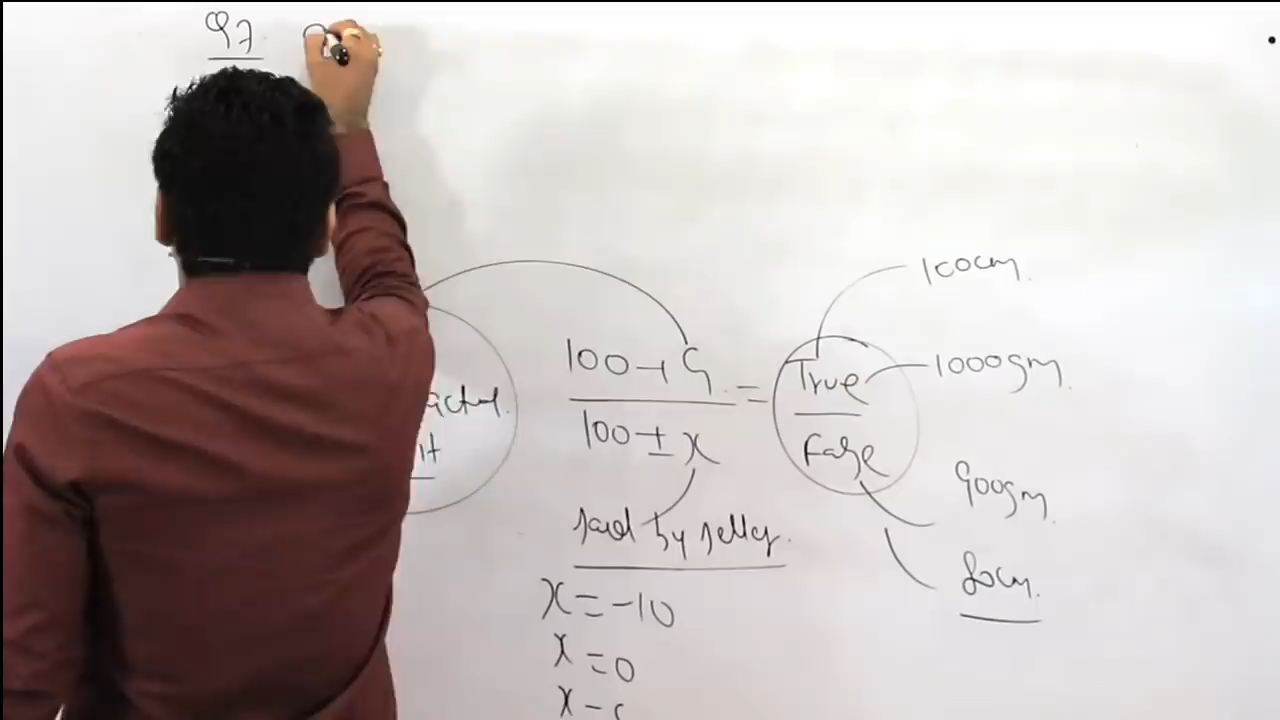 Q7
100+G
100±x
=
True
False
100cm
1000gm
900gm
80cm
actual
it
said by seller
x=-10
x=0
x=